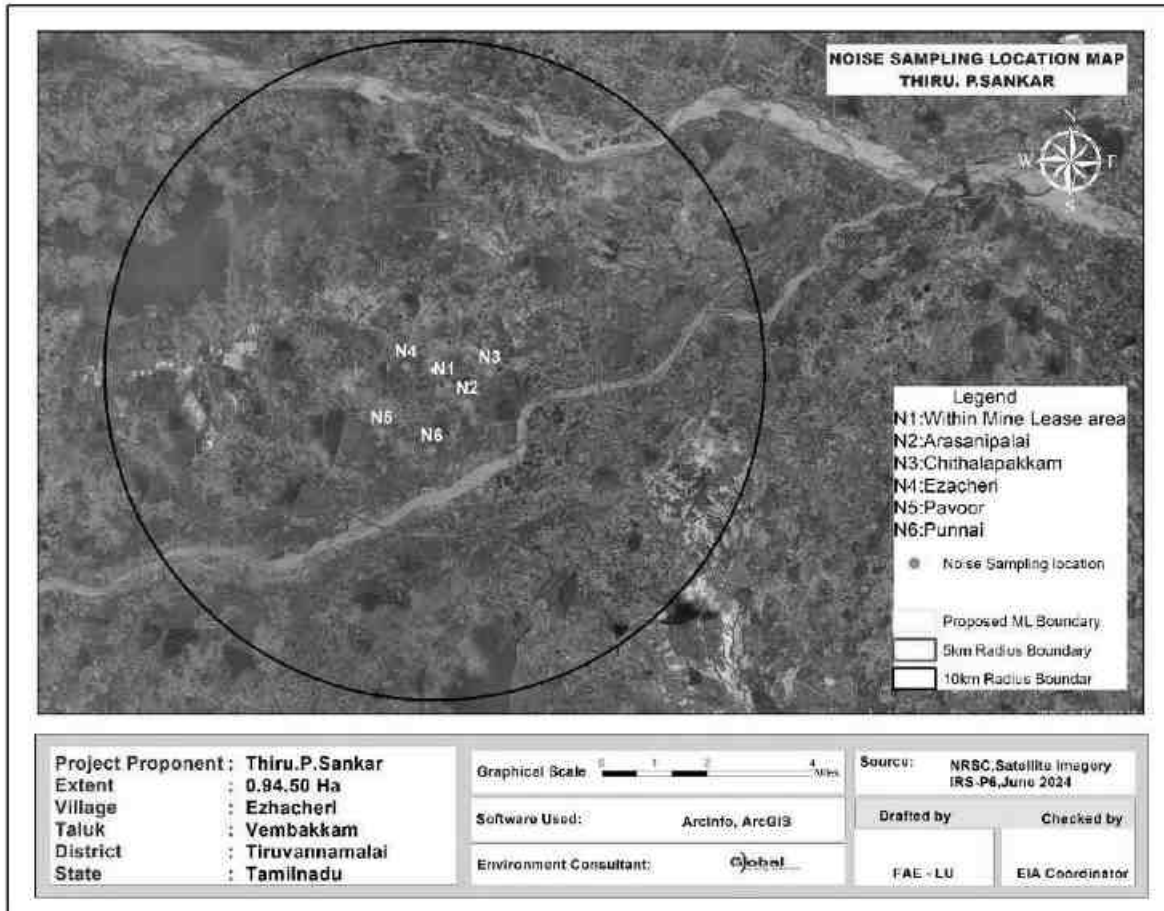 NOISE SAMPLING LOCATION MAP
THIRU. P.SANKAR
N
W E
S
N4
N3
N1
N2
N5
N6
Legend
N1:Within Mine Lease area
N2:Arasanipalai
N3:Chithalapakkam
N4:Ezacheri
N5:Pavoor
N6:Punnai
Noise Sampling location
Proposed ML Boundary
5km Radius Boundary
10km Radius Boundar
Project Proponent : Thiru.P.Sankar
Extent : 0.94.50 Ha
Village : Ezhacheri
Taluk : Vembakkam
District : Tiruvannamalai
State : Tamilnadu
Graphical Scale 0 1 2 4 Miles
Software Used: ArcInfo, ArcGIS
Environment Consultant: Global
Source: NRSC,Satellite Imagery
IRS-P6,June 2024
Drafted by Checked by
FAE - LU EIA Coordinator